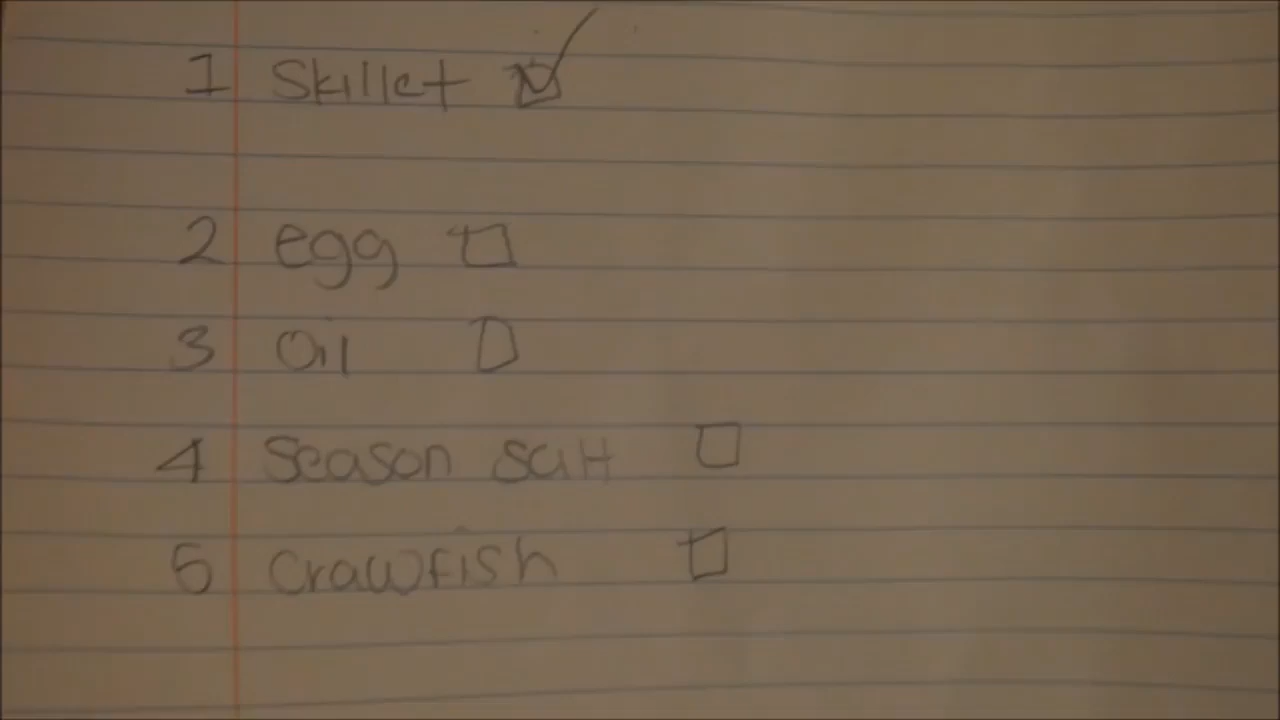 1 Skillet ☑
2 egg ☐
3 Oil ☐
4 Season Salt ☐
5 Crawfish ☐